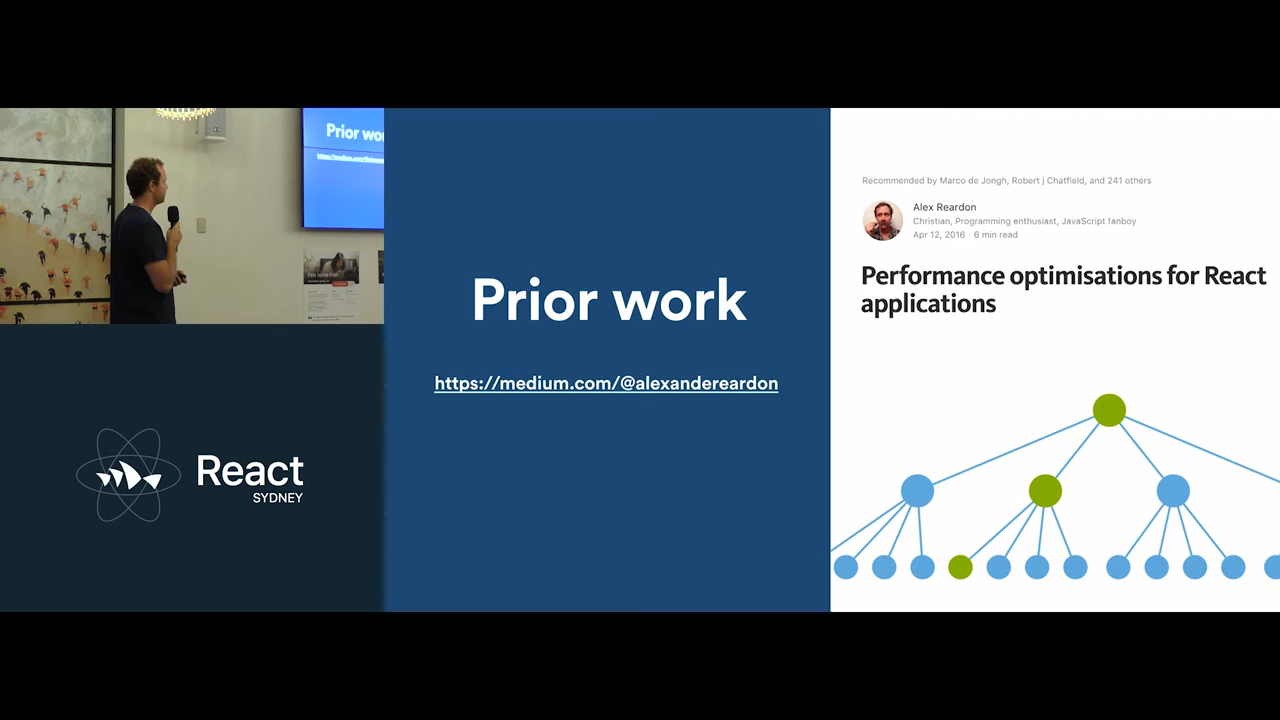 Prior wo
React
SYDNEY
Prior work
https://medium.com/@alexandereardon
Recommended by Marco de Jongh, Robert j Chatfield, and 241 others
Alex Reardon
Christian, Programming enthusiast, JavaScript fanboy
Apr 12, 2016 · 6 min read
Performance optimisations for React
applications